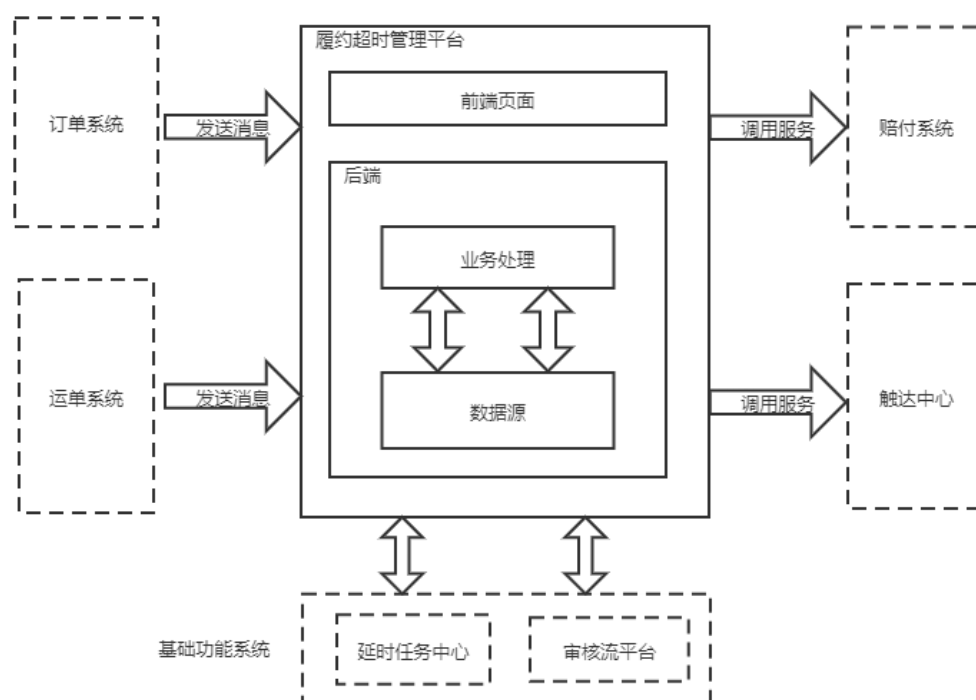 履约超时管理平台
前端页面
订单系统
发送消息
调用服务
赔付系统
后端
业务处理
运单系统
发送消息
数据源
调用服务
触达中心
基础功能系统
延时任务中心
审核流平台